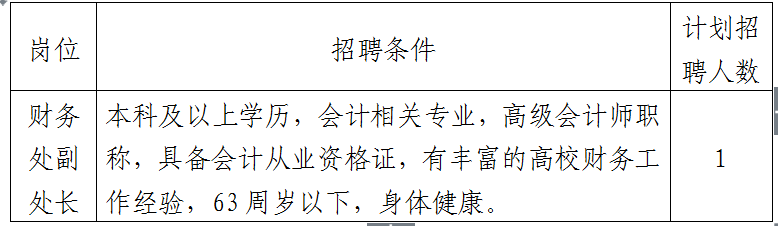 岗位
招聘条件
计划招
聘人数
财务
处副
处长
本科及以上学历，会计相关专业，高级会计师职
称，具备会计从业资格证，有丰富的高校财务工
作经验，63周岁以下，身体健康。
1